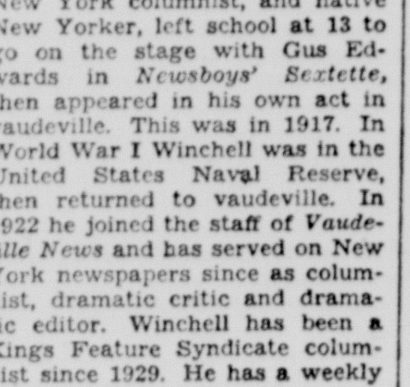 New York columnist, and native
New Yorker, left school at 13 to
go on the stage with Gus Ed-
wards in Newsboys' Sextette,
then appeared in his own act in
vaudeville. This was in 1917. In
World War I Winchell was in the
United States Naval Reserve,
then returned to vaudeville. In
1922 he joined the staff of Vaude-
ville News and has served on New
York newspapers since as colum-
nist, dramatic critic and drama-
tic editor. Winchell has been a
Kings Feature Syndicate colum-
nist since 1929. He has a weekly